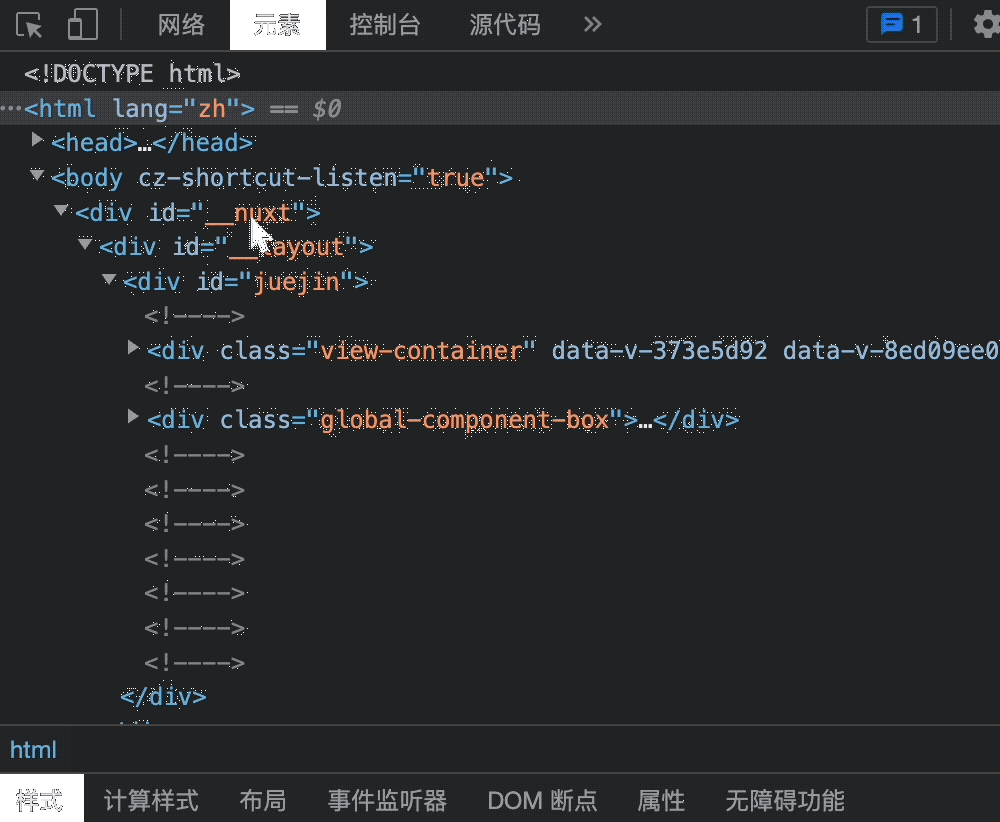 网络 元素 控制台 源代码 » 1
<!DOCTYPE html>
···<html lang="zh"> == $0
<head>…</head>
<body cz-shortcut-listen="true">
<div id="__nuxt">
<div id="__layout">
<div id="juejin">
<!---->
<div class="view-container" data-v-373e5d92 data-v-8ed09ee0
<!---->
<div class="global-component-box">…</div>
<!---->
<!---->
<!---->
<!---->
<!---->
<!---->
<!---->
</div>
html
样式 计算样式 布局 事件监听器 DOM 断点 属性 无障碍功能